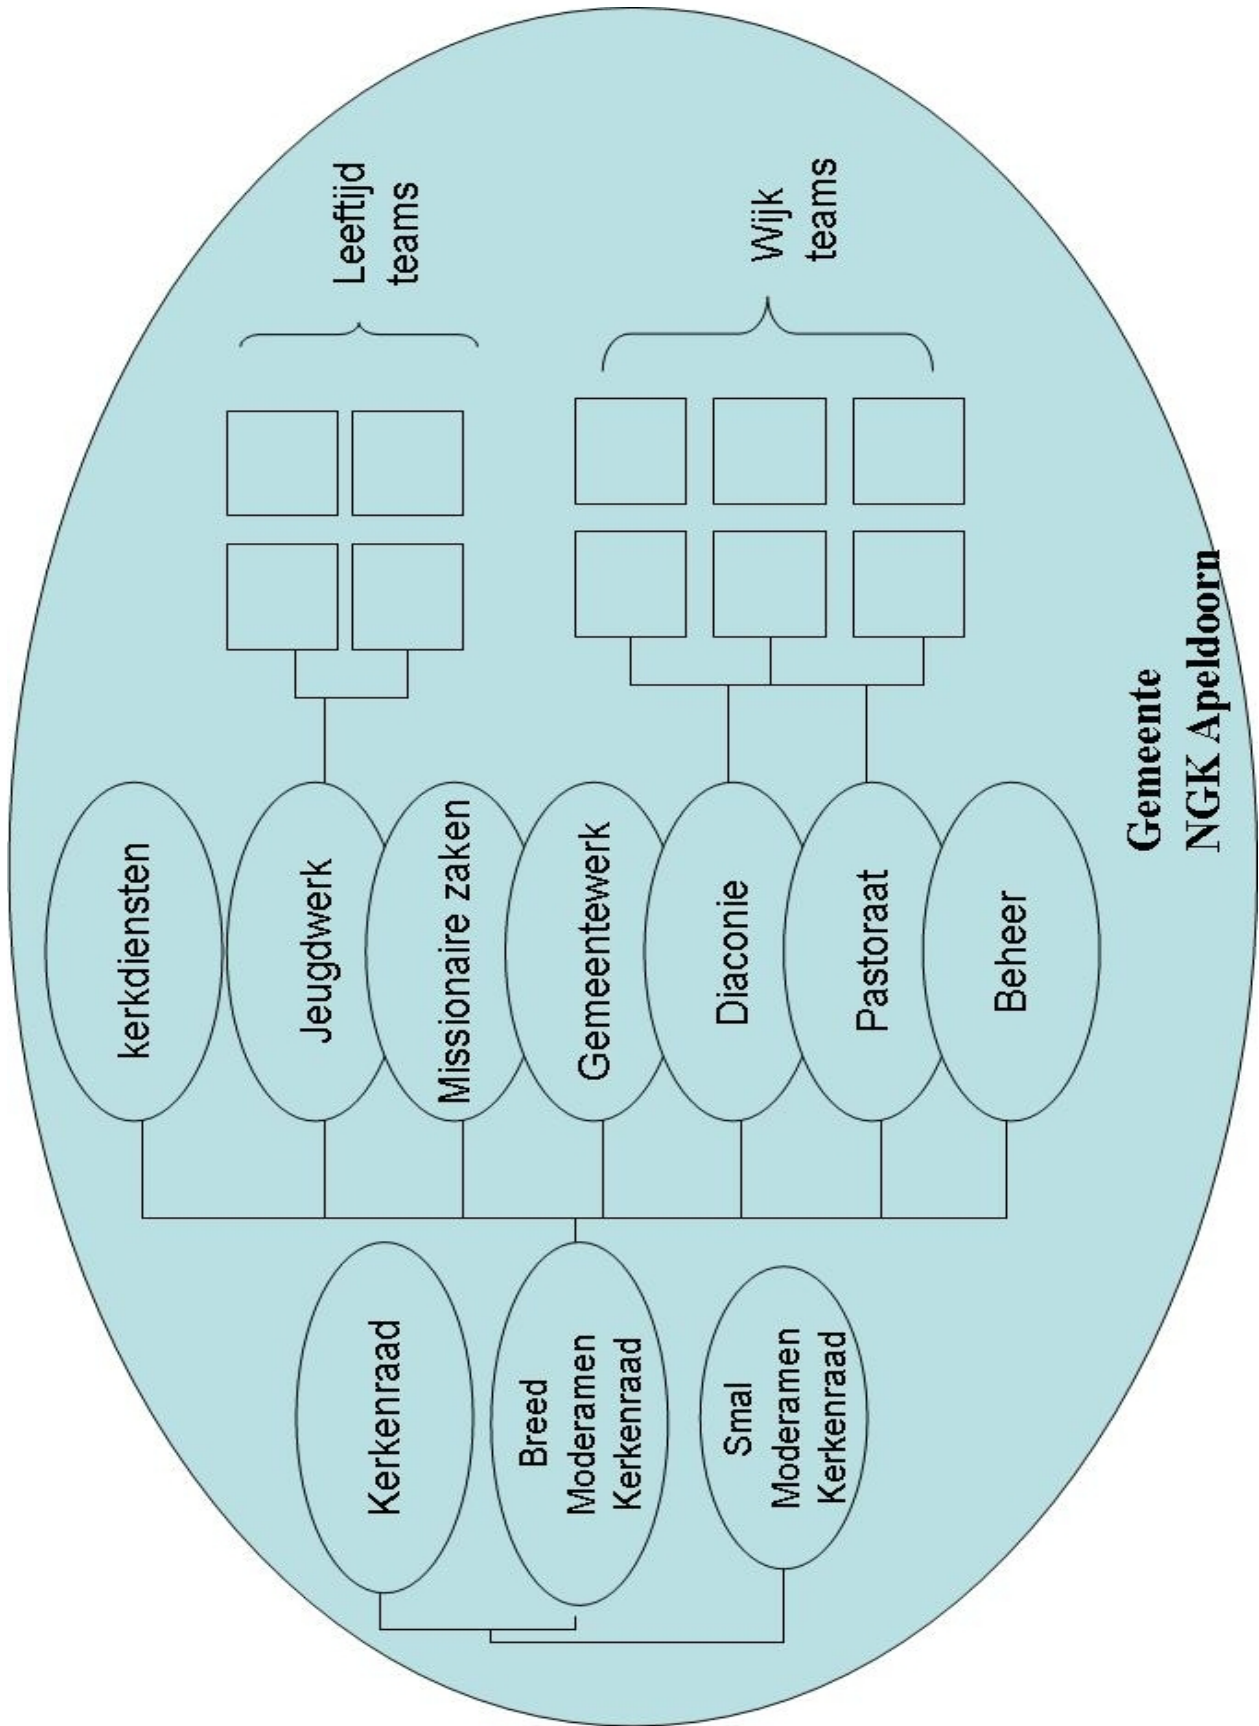 Kerkenraad
Breed
Moderamen
Kerkenraad
Smal
Moderamen
Kerkenraad
kerkdiensten
Jeugdwerk
Missionaire zaken
Gemeentewerk
Diaconie
Pastoraat
Beheer
Leeftijd
teams
Wijk
teams
Gemeente
NGK Apeldoorn